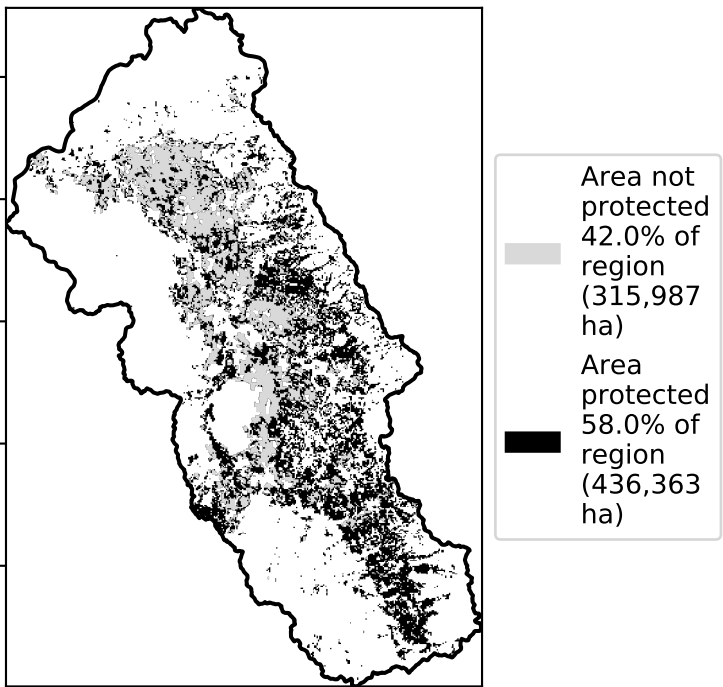 Area not
protected
42.0% of
region
(315,987
ha)
Area
protected
58.0% of
region
(436,363
ha)